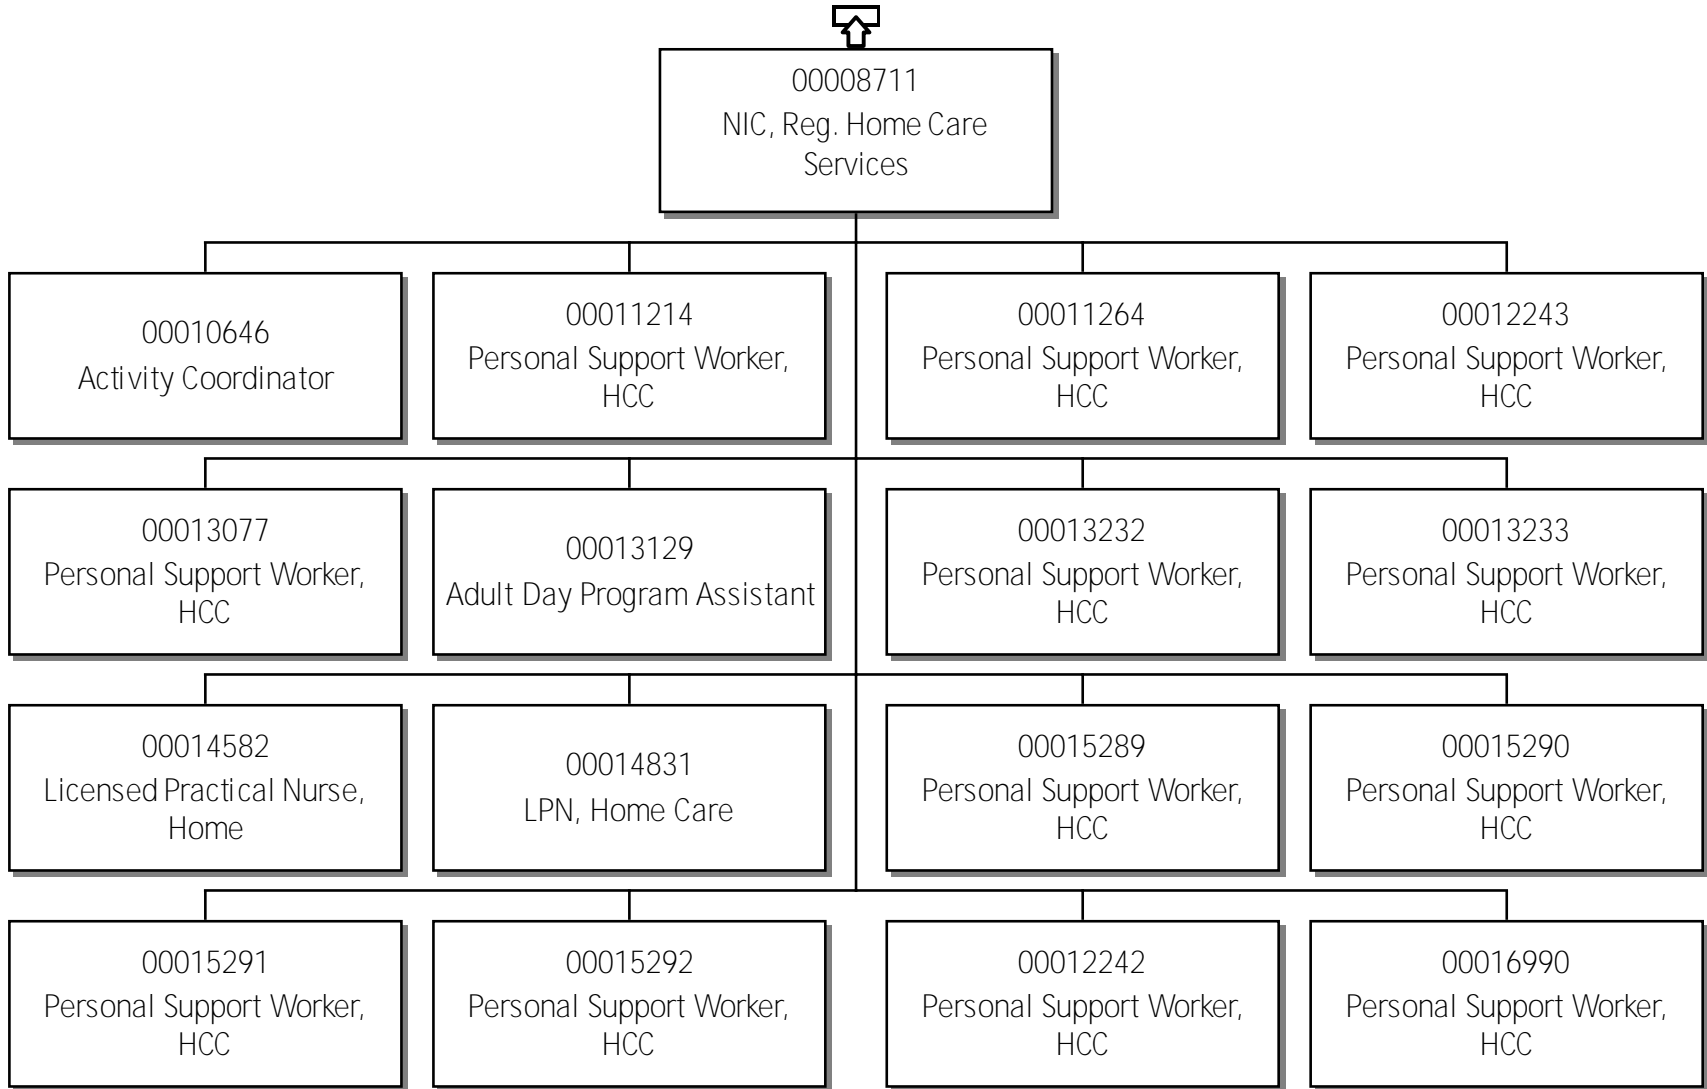 00008711
NIC, Reg. Home Care
Services
00010646
Activity Coordinator
00011214
Personal Support Worker,
HCC
00011264
Personal Support Worker,
HCC
00012243
Personal Support Worker,
HCC
00013077
Personal Support Worker,
HCC
00013129
Adult Day Program Assistant
00013232
Personal Support Worker,
HCC
00013233
Personal Support Worker,
HCC
00014582
Licensed Practical Nurse,
Home
00014831
LPN, Home Care
00015289
Personal Support Worker,
HCC
00015290
Personal Support Worker,
HCC
00015291
Personal Support Worker,
HCC
00015292
Personal Support Worker,
HCC
00012242
Personal Support Worker,
HCC
00016990
Personal Support Worker,
HCC